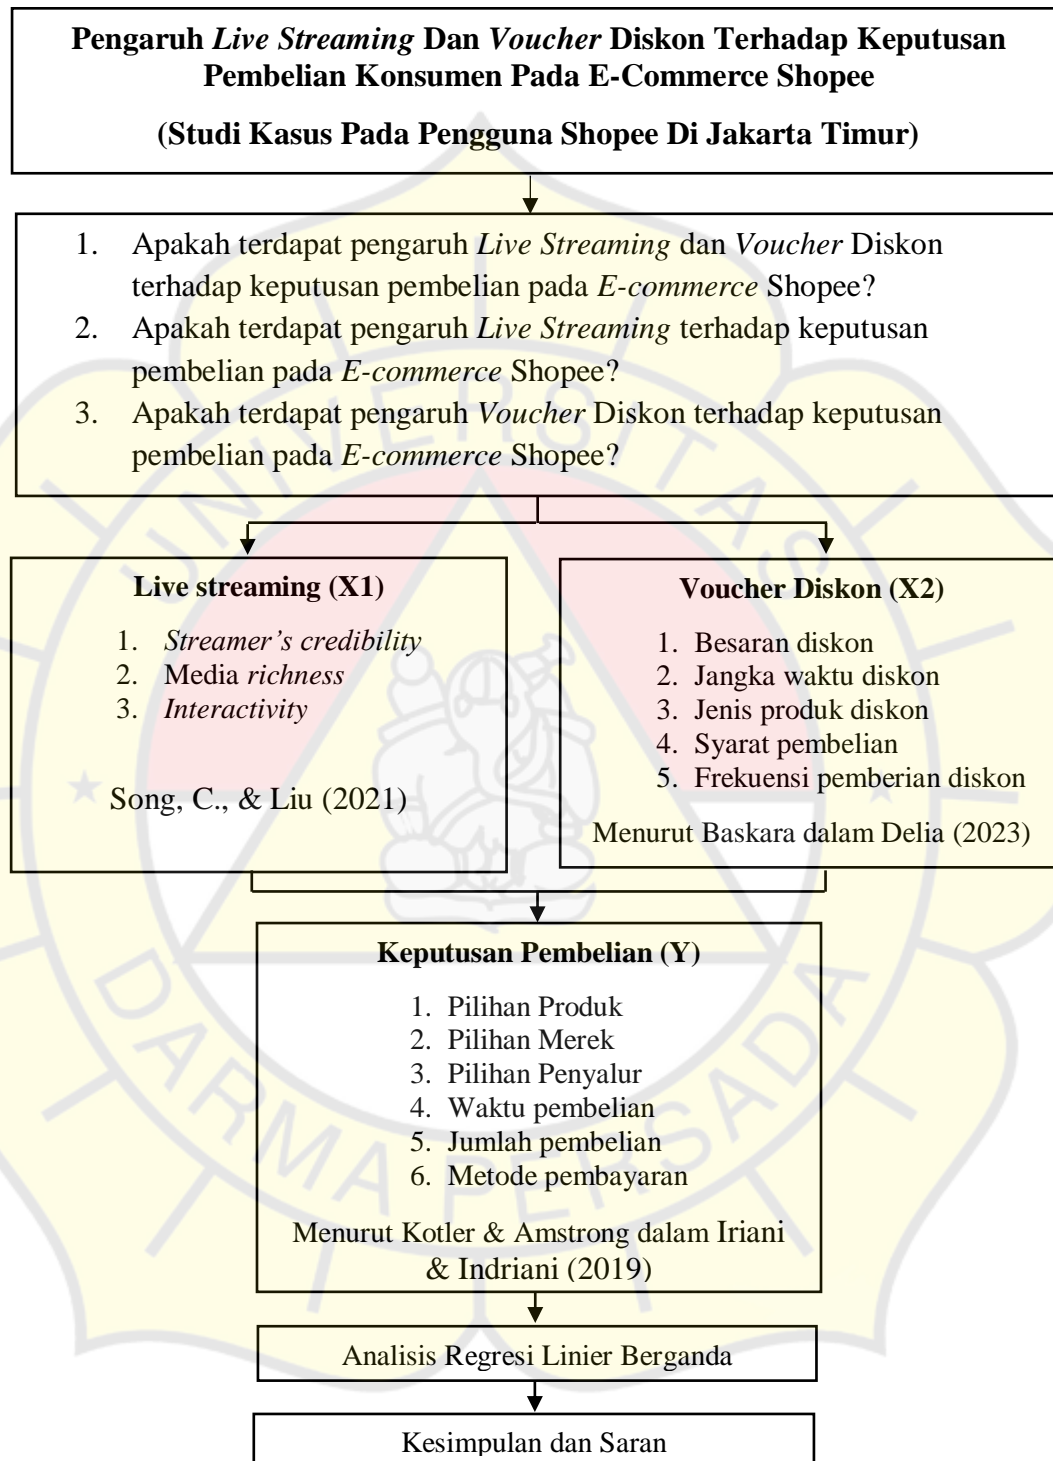 Pengaruh Live Streaming Dan Voucher Diskon Terhadap Keputusan
Pembelian Konsumen Pada E-Commerce Shopee
(Studi Kasus Pada Pengguna Shopee Di Jakarta Timur)
1. Apakah terdapat pengaruh Live Streaming dan Voucher Diskon
terhadap keputusan pembelian pada E-commerce Shopee?
2. Apakah terdapat pengaruh Live Streaming terhadap keputusan
pembelian pada E-commerce Shopee?
3. Apakah terdapat pengaruh Voucher Diskon terhadap keputusan
pembelian pada E-commerce Shopee?
Live streaming (X1)
1. Streamer’s credibility
2. Media richness
3. Interactivity
Song, C., & Liu (2021)
Voucher Diskon (X2)
1. Besaran diskon
2. Jangka waktu diskon
3. Jenis produk diskon
4. Syarat pembelian
5. Frekuensi pemberian diskon
Menurut Baskara dalam Delia (2023)
Keputusan Pembelian (Y)
1. Pilihan Produk
2. Pilihan Merek
3. Pilihan Penyalur
4. Waktu pembelian
5. Jumlah pembelian
6. Metode pembayaran
Menurut Kotler & Amstrong dalam Iriani
& Indriani (2019)
Analisis Regresi Linier Berganda
Kesimpulan dan Saran
UNIVERSITAS
DARMA PERSADA